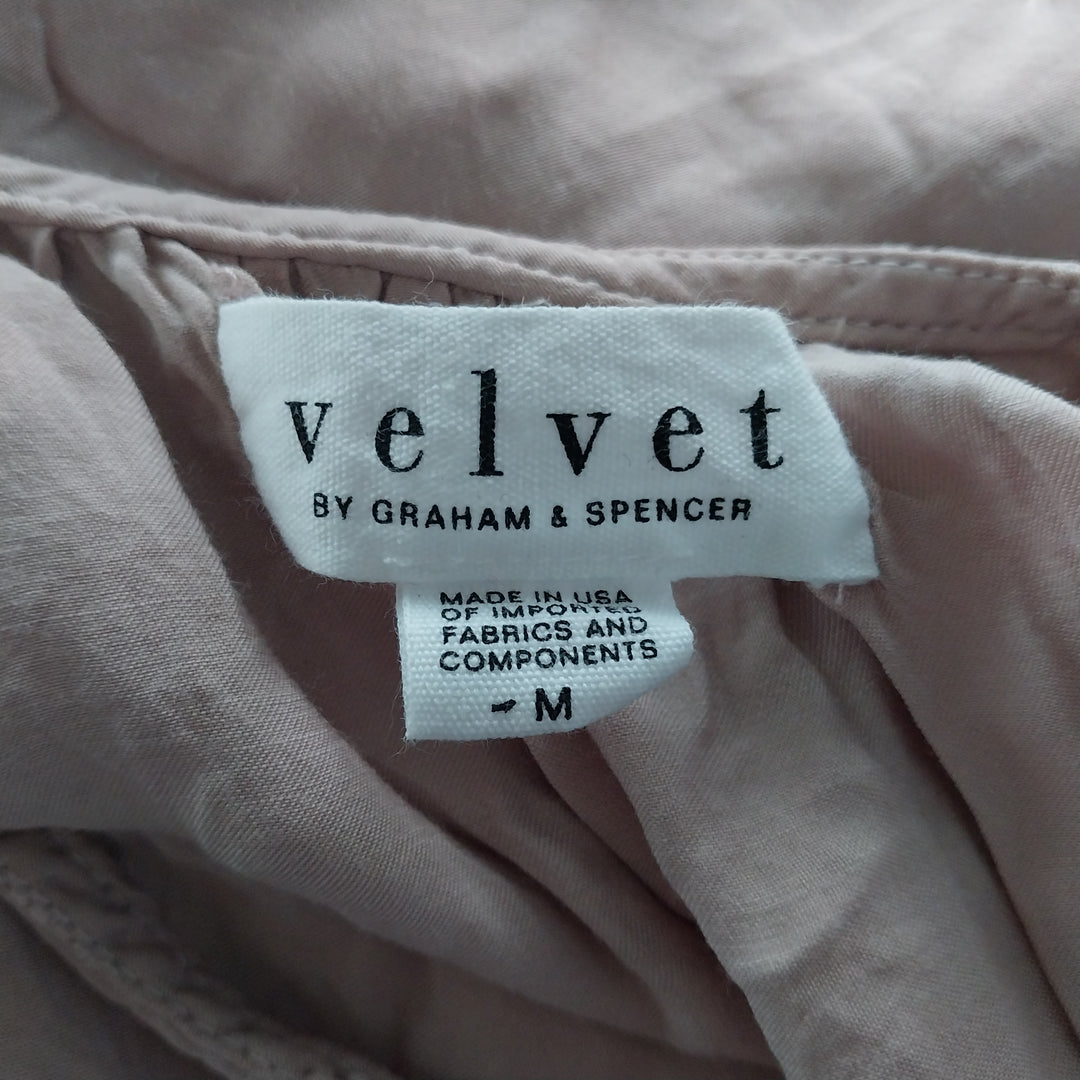 velvet
BY GRAHAM & SPENCER
MADE IN USA
OF IMPORTED
FABRICS AND
COMPONENTS
- M